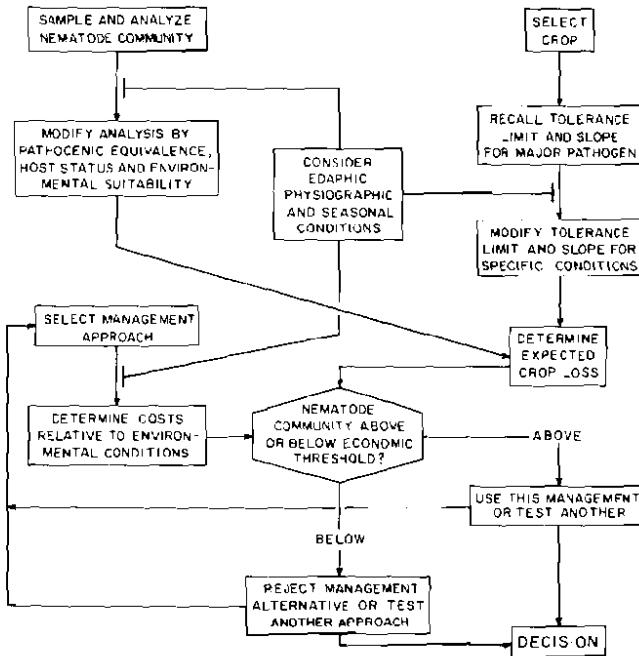 SAMPLE AND ANALYZE
NEMATODE COMMUNITY
SELECT
CROP
MODIFY ANALYSIS BY
PATHOGENIC EQUIVALENCE,
HOST STATUS AND ENVIRON-
MENTAL SUITABILITY
CONSIDER
EDAPHIC
PHYSIOGRAPHIC
AND SEASONAL
CONDITIONS
RECALL TOLERANCE
LIMIT AND SLOPE
FOR MAJOR PATHOGEN
MODIFY TOLERANCE
LIMIT AND SLOPE FOR
SPECIFIC CONDITIONS
SELECT MANAGEMENT
APPROACH
DETERMINE
EXPECTED
CROP LOSS
DETERMINE COSTS
RELATIVE TO ENVIRON-
MENTAL CONDITIONS
NEMATODE
COMMUNITY ABOVE
OR BELOW ECONOMIC
THRESHOLD?
ABOVE
USE THIS MANAGEMENT
OR TEST ANOTHER
BELOW
REJECT MANAGEMENT
ALTERNATIVE OR TEST
ANOTHER APPROACH
DECISION